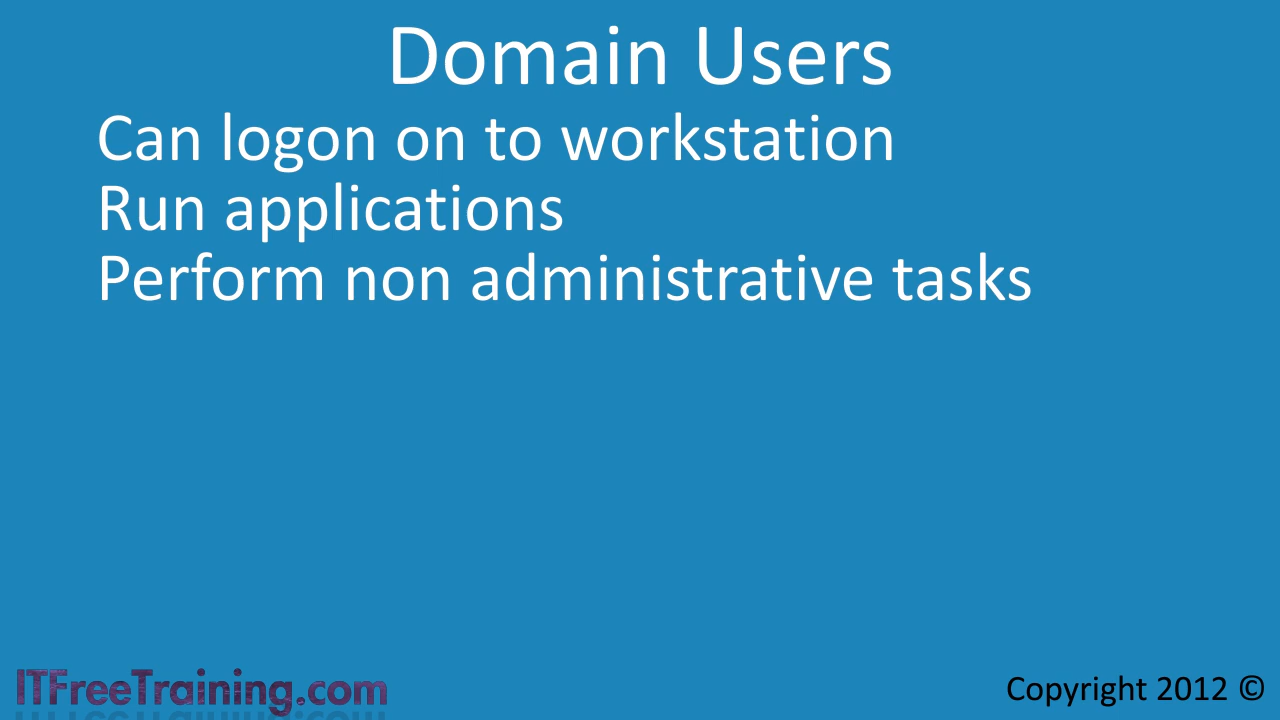 Domain Users
Can logon on to workstation
Run applications
Perform non administrative tasks
ITFreeTraining.com
Copyright 2012 ©